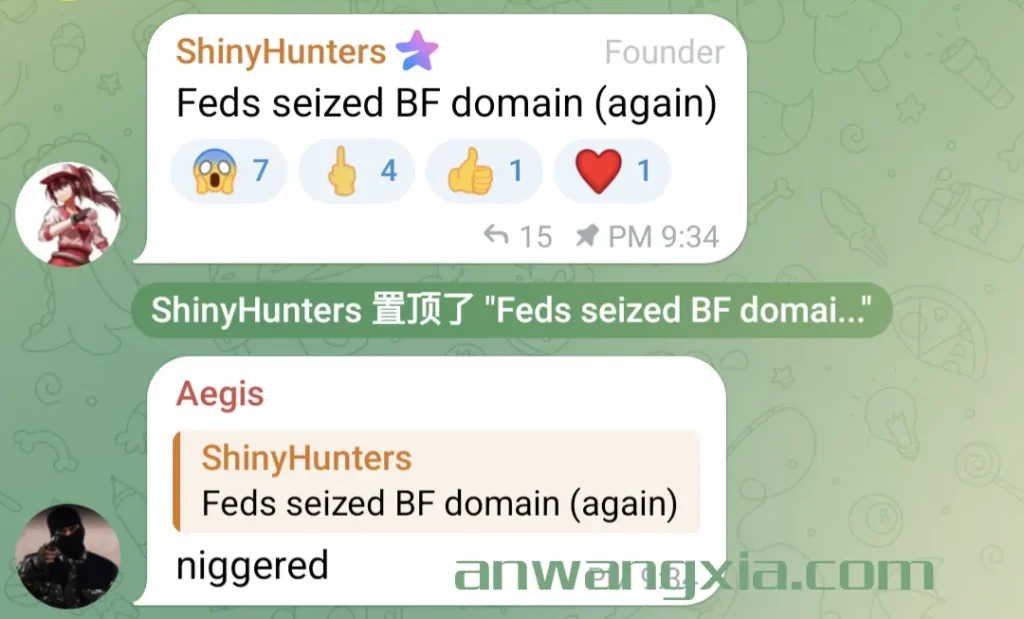 ShinyHunters Founder
Feds seized BF domain (again)
7 4 1 1
15 PM 9:34
ShinyHunters 置顶了 "Feds seized BF domai..."
Aegis
ShinyHunters
Feds seized BF domain (again)
niggered
anwangxia.com